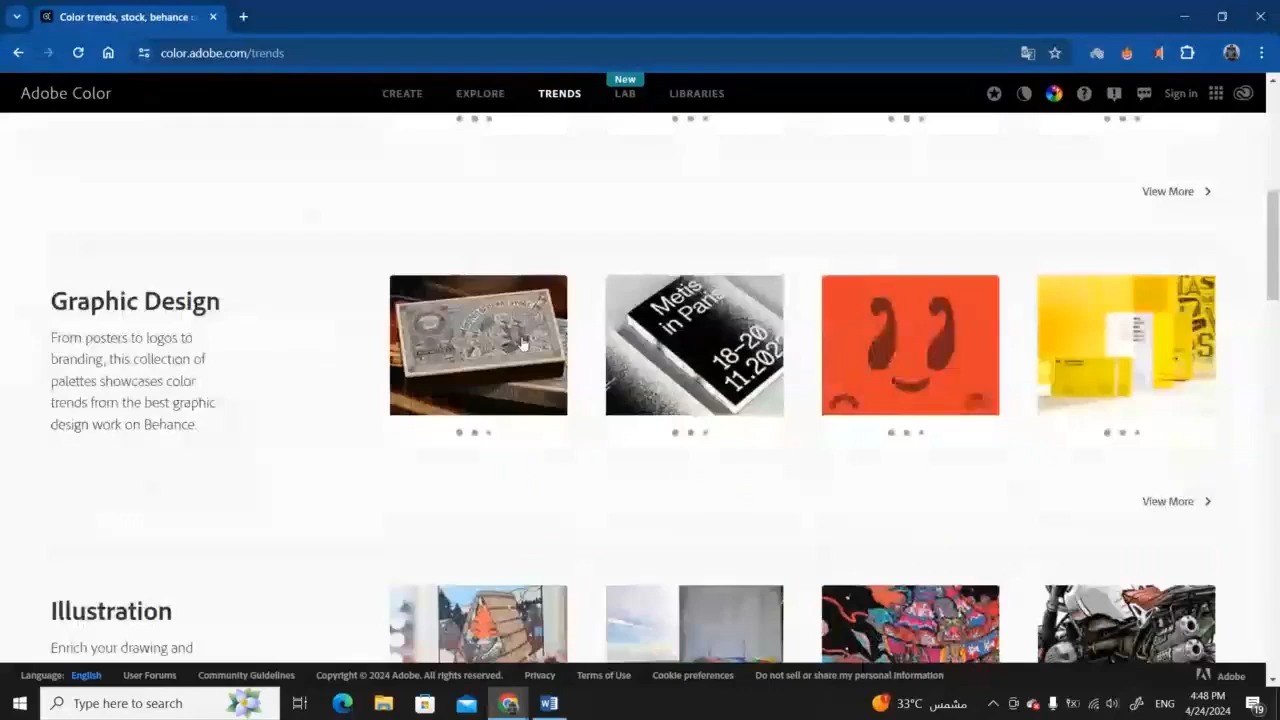 Color trends, stock, behance c
color.adobe.com/trends
New
Adobe Color
CREATE
EXPLORE
TRENDS
LAB
LIBRARIES
Sign in
View More
Graphic Design
From posters to logos to
branding, this collection of
palettes showcases color
trends from the best graphic
design work on Behance.
Metis
in Paris
18–20
View More
Illustration
Enrich your drawing and
Language: English
User Forums
Community Guidelines
Copyright © 2024 Adobe. All rights reserved.
Privacy
Terms of Use
Cookie preferences
Do not sell or share my personal information
Adobe
Type here to search
33°C مشمس
ENG
4:48 PM
4/24/2024
19